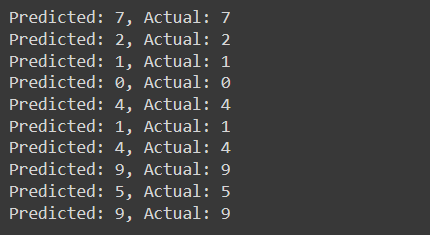 Predicted: 7, Actual: 7
Predicted: 2, Actual: 2
Predicted: 1, Actual: 1
Predicted: 0, Actual: 0
Predicted: 4, Actual: 4
Predicted: 1, Actual: 1
Predicted: 4, Actual: 4
Predicted: 9, Actual: 9
Predicted: 5, Actual: 5
Predicted: 9, Actual: 9